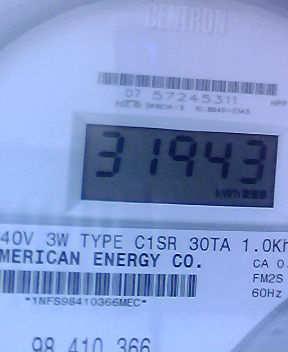 CENTRON
07 57245311
31943
kWh
40V 3W TYPE C1SR 30TA 1.0Kh
MERICAN ENERGY CO.
CA 0.
FM2S
60Hz
*1NFS98410366MEC*
98 410 366